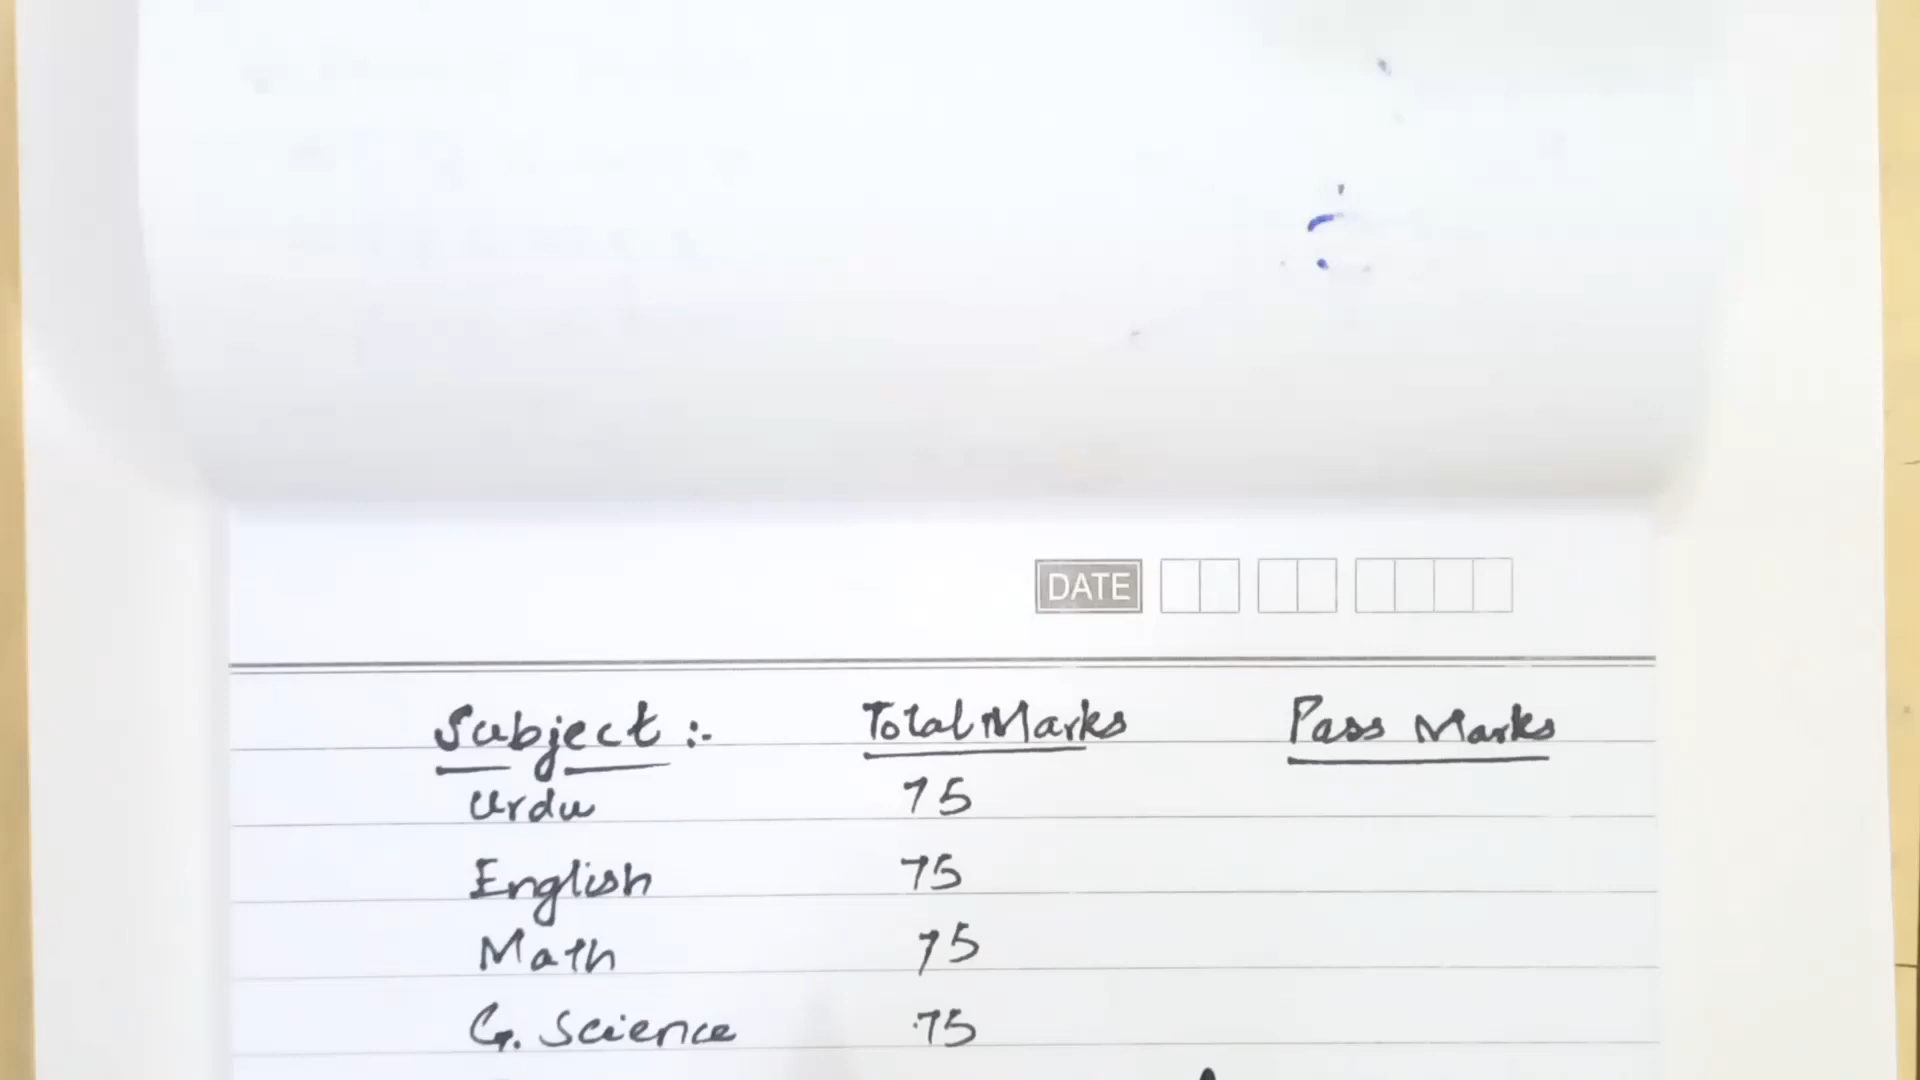 DATE
Subject :- Total Marks Pass Marks
Urdu 75
English 75
Math 75
G. Science 75